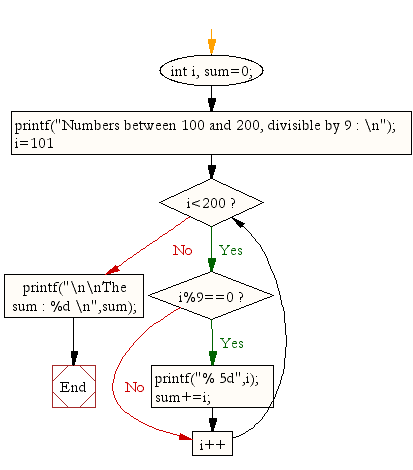 int i, sum=0;
printf("Numbers between 100 and 200, divisible by 9 : \n");
i=101
i<200 ?
No
Yes
printf("\n\nThe
sum : %d \n",sum);
i%9==0 ?
Yes
End
No
printf("% 5d",i);
sum+=i;
i++